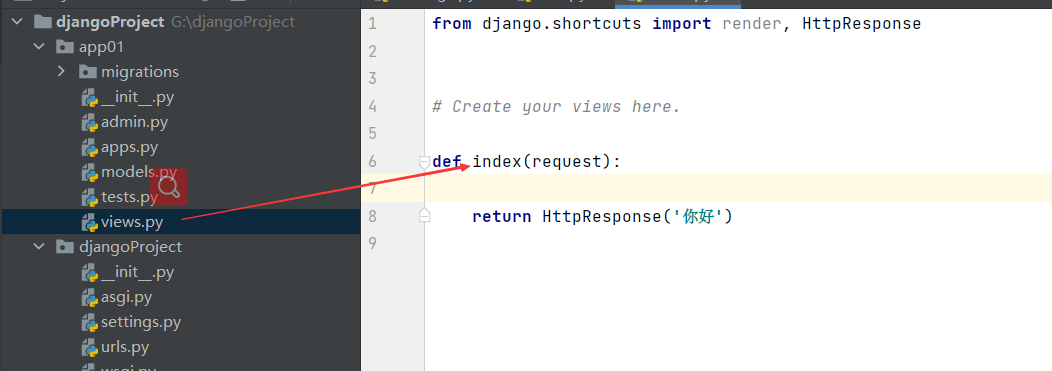 djangoProject G:\djangoProject
app01
migrations
__init__.py
admin.py
apps.py
models.py
tests.py
views.py
djangoProject
__init__.py
asgi.py
settings.py
urls.py
wsgi.py
1 from django.shortcuts import render, HttpResponse
2
3
4 # Create your views here.
5
6 def index(request):
7
8 return HttpResponse('你好')
9